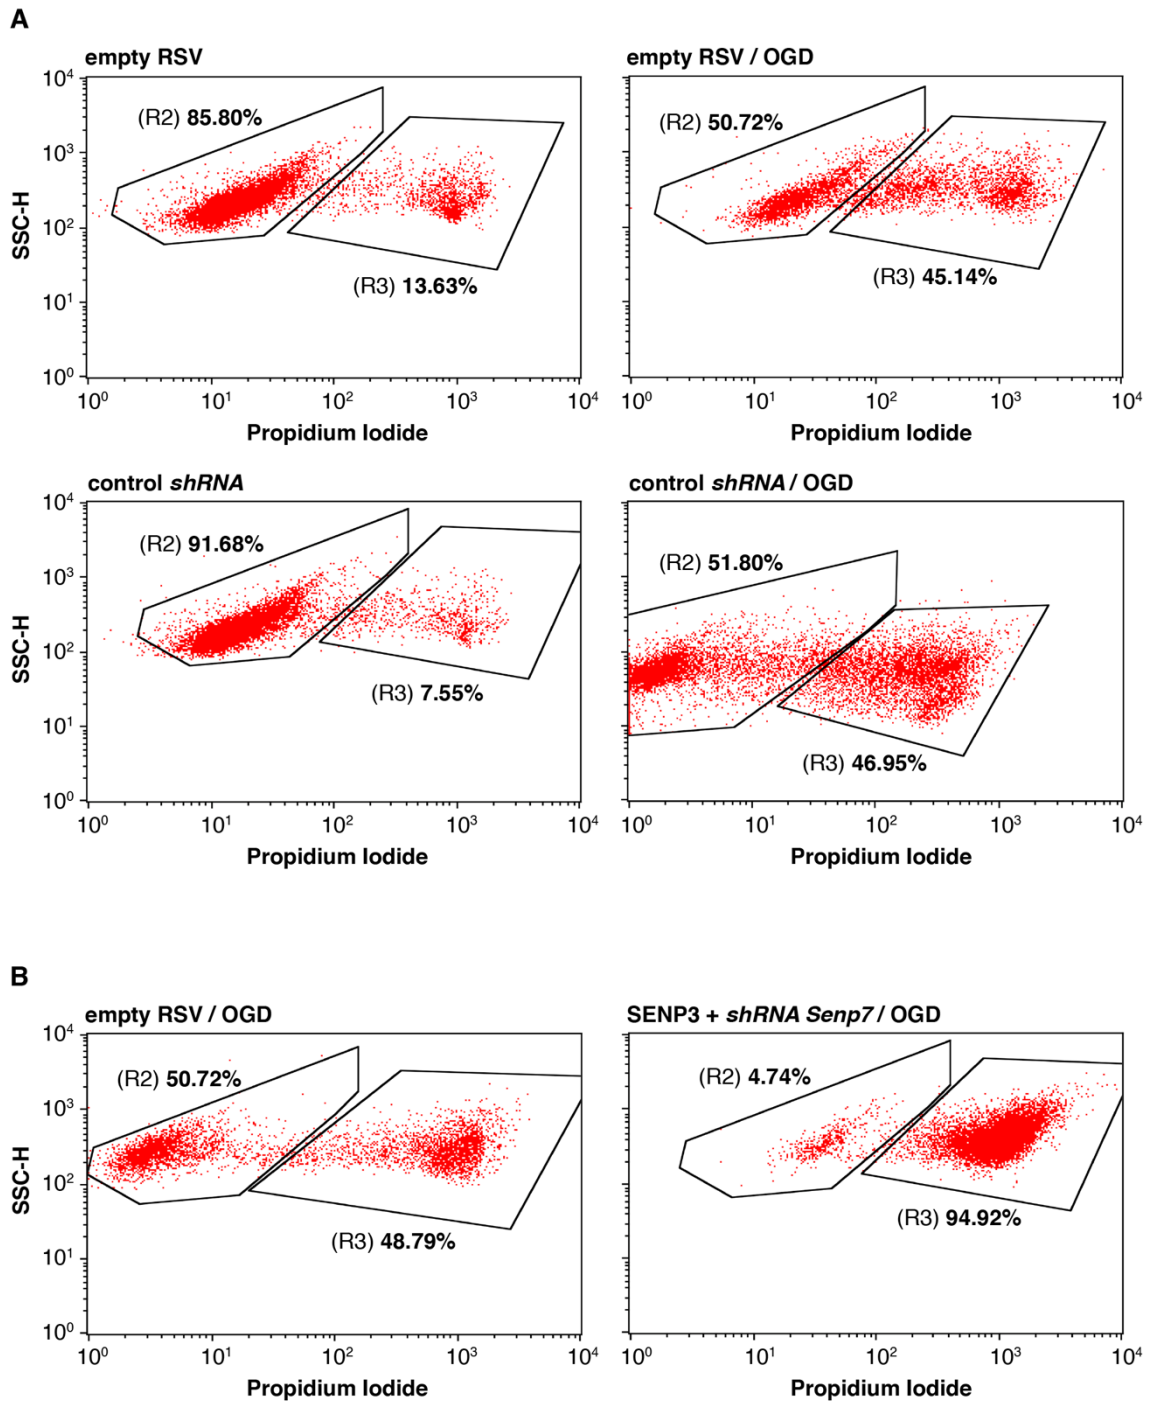 A
empty RSV
(R2) 85.80%
(R3) 13.63%
10⁴
10³
10²
10¹
10⁰
SSC-H
10⁰ 10¹ 10² 10³ 10⁴
Propidium Iodide
empty RSV / OGD
(R2) 50.72%
(R3) 45.14%
10⁰ 10¹ 10² 10³ 10⁴
Propidium Iodide
control shRNA
(R2) 91.68%
(R3) 7.55%
10⁴
10³
10²
10¹
10⁰
SSC-H
10⁰ 10¹ 10² 10³ 10⁴
Propidium Iodide
control shRNA / OGD
(R2) 51.80%
(R3) 46.95%
10⁰ 10¹ 10² 10³ 10⁴
Propidium Iodide
B
empty RSV / OGD
(R2) 50.72%
(R3) 48.79%
10⁴
10³
10²
10¹
10⁰
SSC-H
10⁰ 10¹ 10² 10³ 10⁴
Propidium Iodide
SENP3 + shRNA Senp7 / OGD
(R2) 4.74%
(R3) 94.92%
10⁰ 10¹ 10² 10³ 10⁴
Propidium Iodide